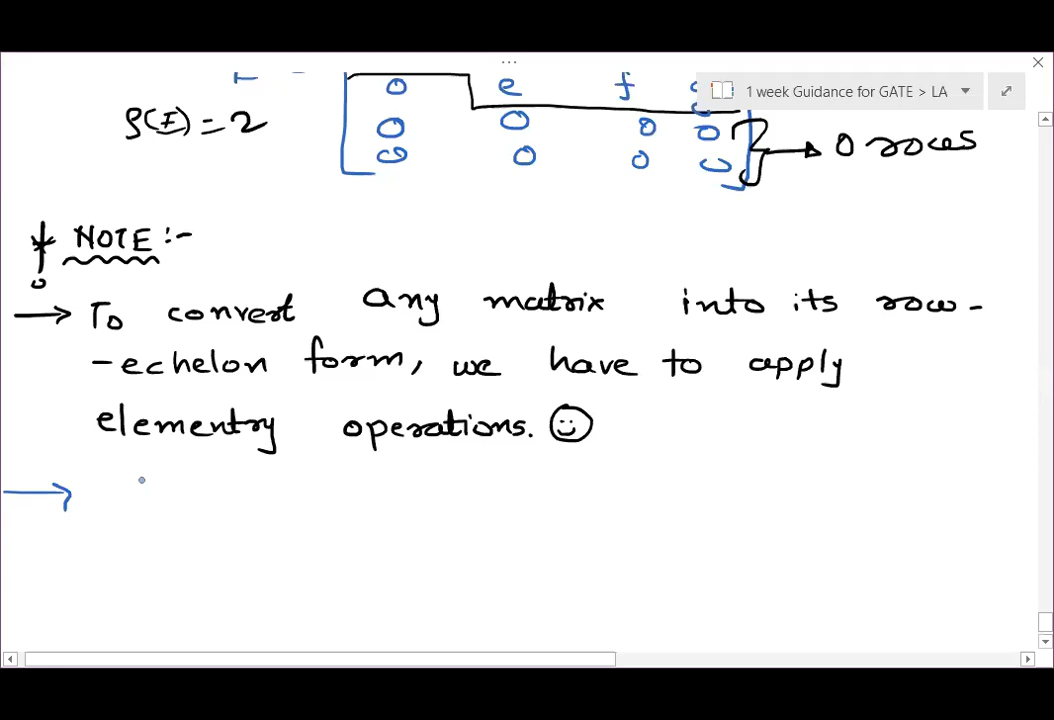 0 e f
1 week Guidance for GATE > LA
ρ(I) = 2
0 0 0 0
0 0 0 0
→ 0 rows
* NOTE :-
→ To convert any matrix into its row-
-echelon form, we have to apply
elementry operations. ☺
→